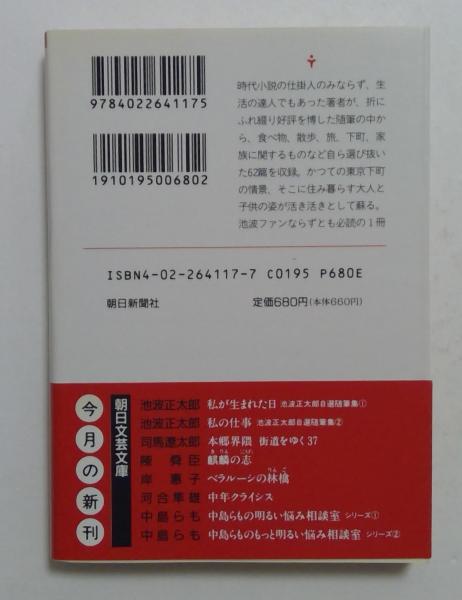 9784022641175
1910195006802
時代小説の仕掛人のみならず、生
活の達人でもあった著者が、折に
ふれ綴り好評を博した随筆の中か
ら、食べ物、散歩、旅、下町、家
族に関するものなど自ら選び抜い
た62篇を収録。かつての東京下町
の情景、そこに住み暮らす大人と
子供の姿が活き活きとして蘇る。
池波ファンならずとも必読の1冊
ISBN4-02-264117-7 C0195 P680E
朝日新聞社
定価680円(本体660円)
今月の新刊
朝日文芸文庫
池波正太郎 私が生まれた日 池波正太郎自選随筆集①
池波正太郎 私の仕事 池波正太郎自選随筆集②
司馬遼太郎 本郷界隈 街道をゆく37
陳舜臣 麒麟の志
岸惠子 ベラルーシの林檎
河合隼雄 中年クライシス
中島らも 中島らもの明るい悩み相談室 シリーズ①
中島らも 中島らものもっと明るい悩み相談室 シリーズ②